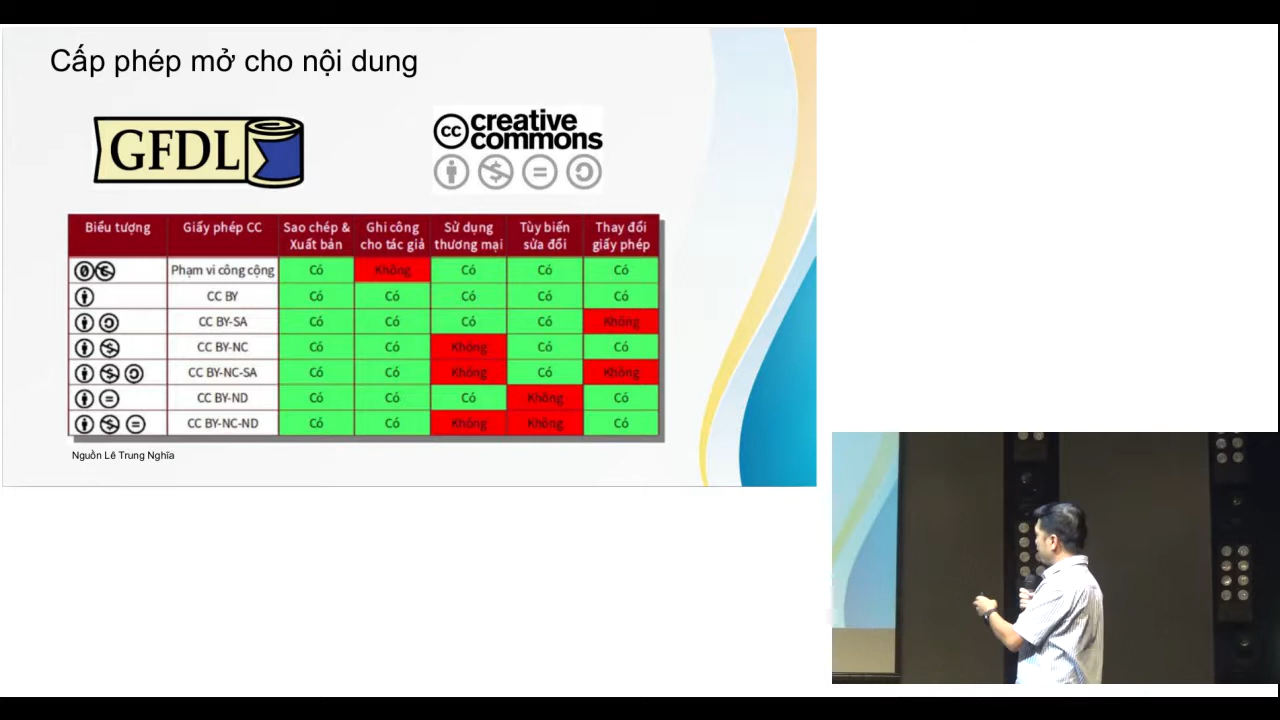 Cấp phép mở cho nội dung
GFDL
cc creative
commons
Biểu tượng Giấy phép CC Sao chép & Xuất bản Ghi công cho tác giả Sử dụng thương mại Tùy biến sửa đổi Thay đổi giấy phép
Phạm vi công cộng Có Không Có Có Có
CC BY Có Có Có Có Có
CC BY-SA Có Có Có Có Không
CC BY-NC Có Có Không Có Có
CC BY-NC-SA Có Có Không Có Không
CC BY-ND Có Có Có Không Có
CC BY-NC-ND Có Có Không Không Có
Nguồn Lê Trung Nghĩa